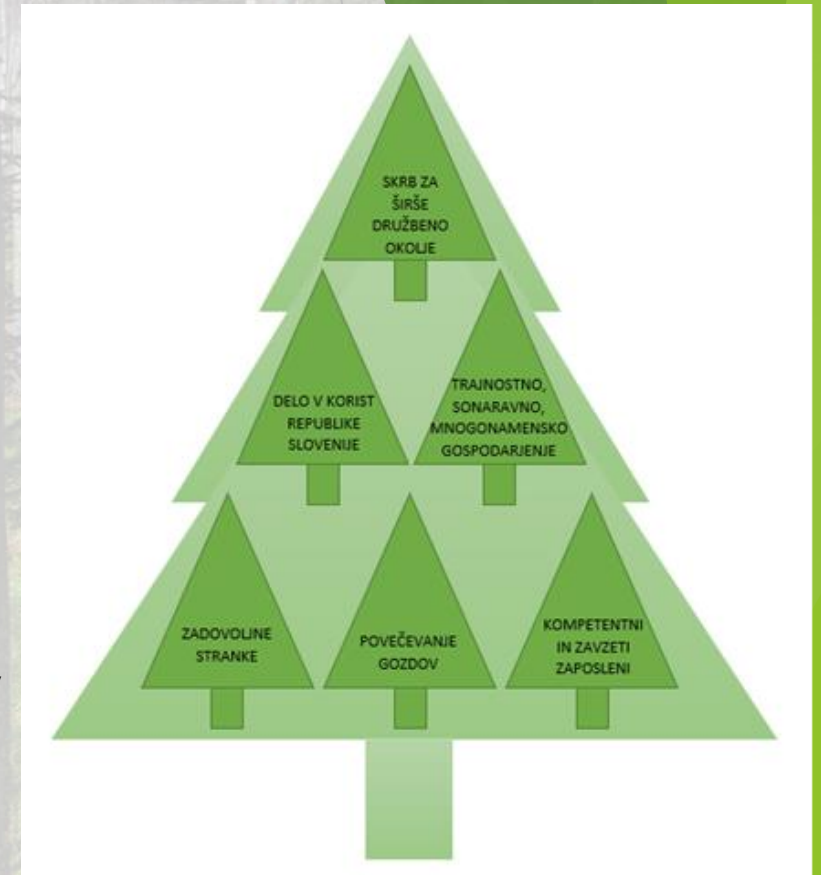 SKRB ZA
ŠIRŠE
DRUŽBENO
OKOLJE
DELO V KORIST
REPUBLIKE
SLOVENIJE
TRAJNOSTNO,
SONARAVNO,
MNOGONAMENSKO
GOSPODARJENJE
ZADOVOLJNE
STRANKE
POVEČEVANJE
GOZDOV
KOMPETENTNI
IN ZAVZETI
ZAPOSLENI